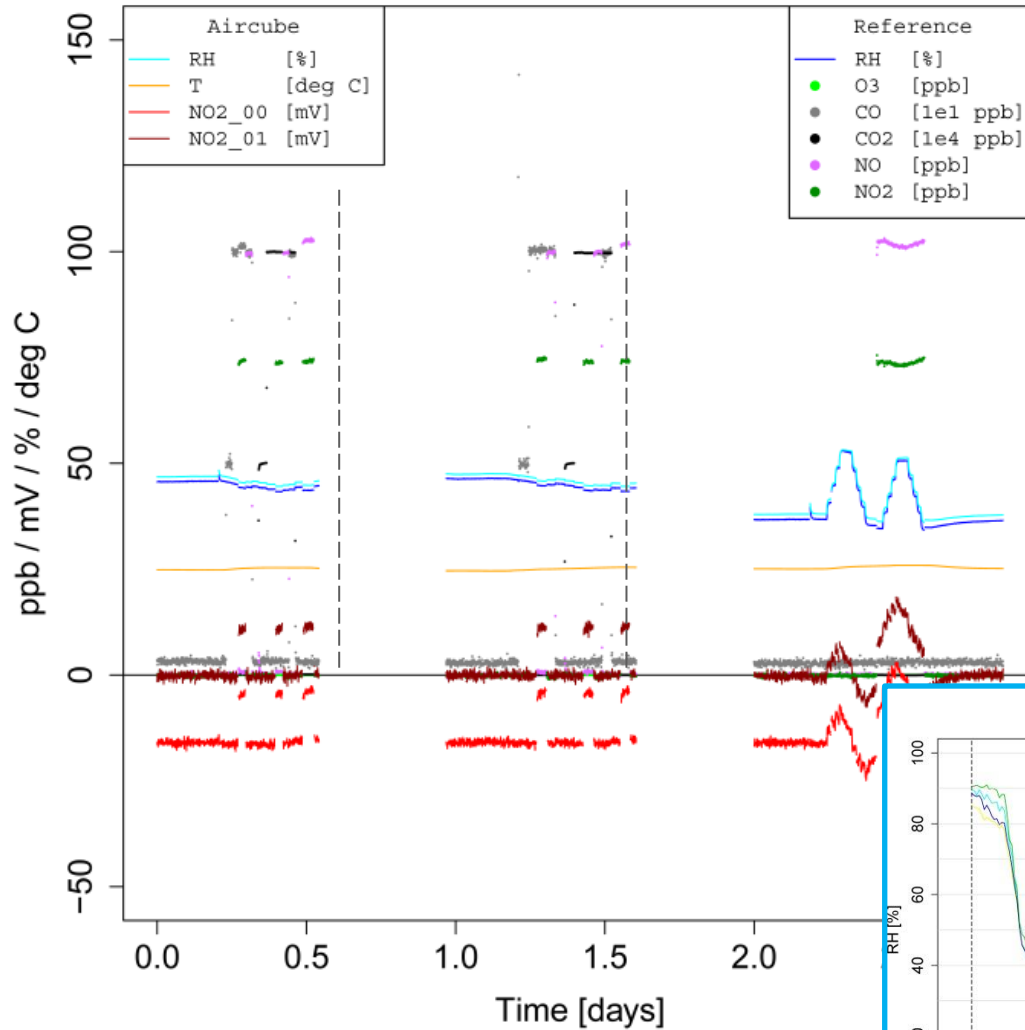 150
100
50
0
−50
ppb / mV / % / deg C
Aircube
RH [%]
T [deg C]
NO2_00 [mV]
NO2_01 [mV]
Reference
RH [%]
O3 [ppb]
CO [1e1 ppb]
CO2 [1e4 ppb]
NO [ppb]
NO2 [ppb]
0.0 0.5 1.0 1.5 2.0
Time [days]
100
80
60
40
RH [%]